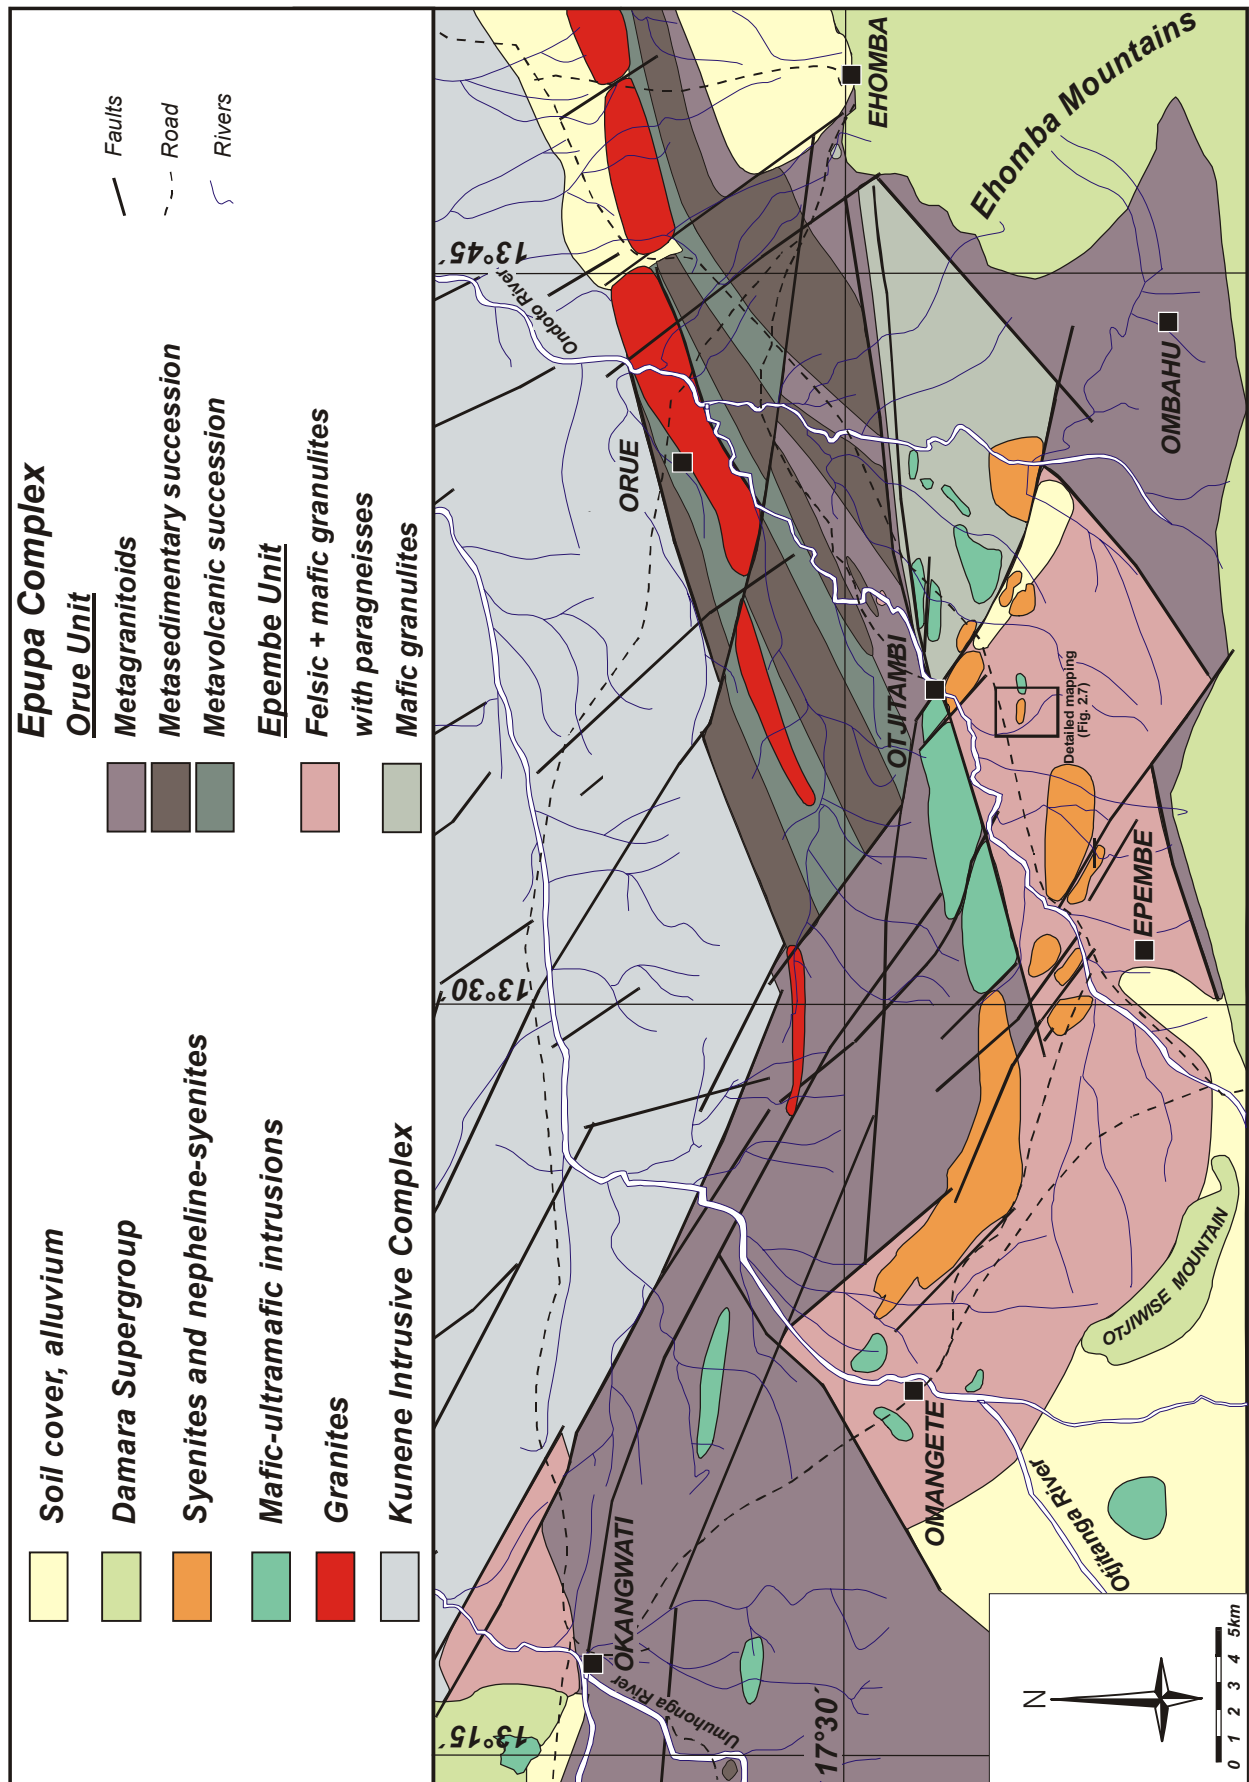 Soil cover, alluvium
Damara Supergroup
Syenites and nepheline-syenites
Mafic-ultramafic intrusions
Granites
Kunene Intrusive Complex
Epupa Complex
Orue Unit
Metagranitoids
Metasedimentary succession
Metavolcanic succession
Epembe Unit
Felsic + mafic granulites
with paragneisses
Mafic granulites
Faults
Road
Rivers
13°15´
13°30´
13°45´
17°30´
Ondoto River
ORUE
EHOMBA
Ehomba Mountains
OMBAHU
OTJITAMBI
Detailed mapping
(Fig. 2.7)
EPEMBE
OKANGWATI
Umuhonga River
OMANGETE
Otjitanga River
OTJIWISE MOUNTAIN
N
0 1 2 3 4 5km